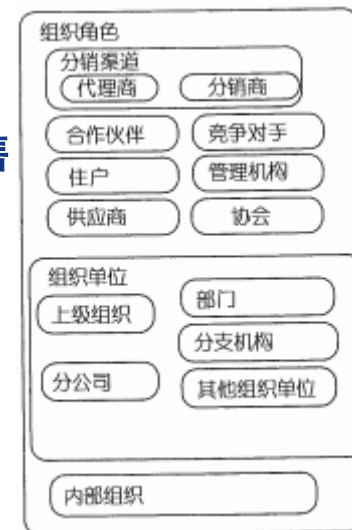 组织角色
分销渠道
代理商 分销商
合作伙伴 竞争对手
住户 管理机构
供应商 协会
组织单位
上级组织 部门
分支机构
分公司 其他组织单位
内部组织